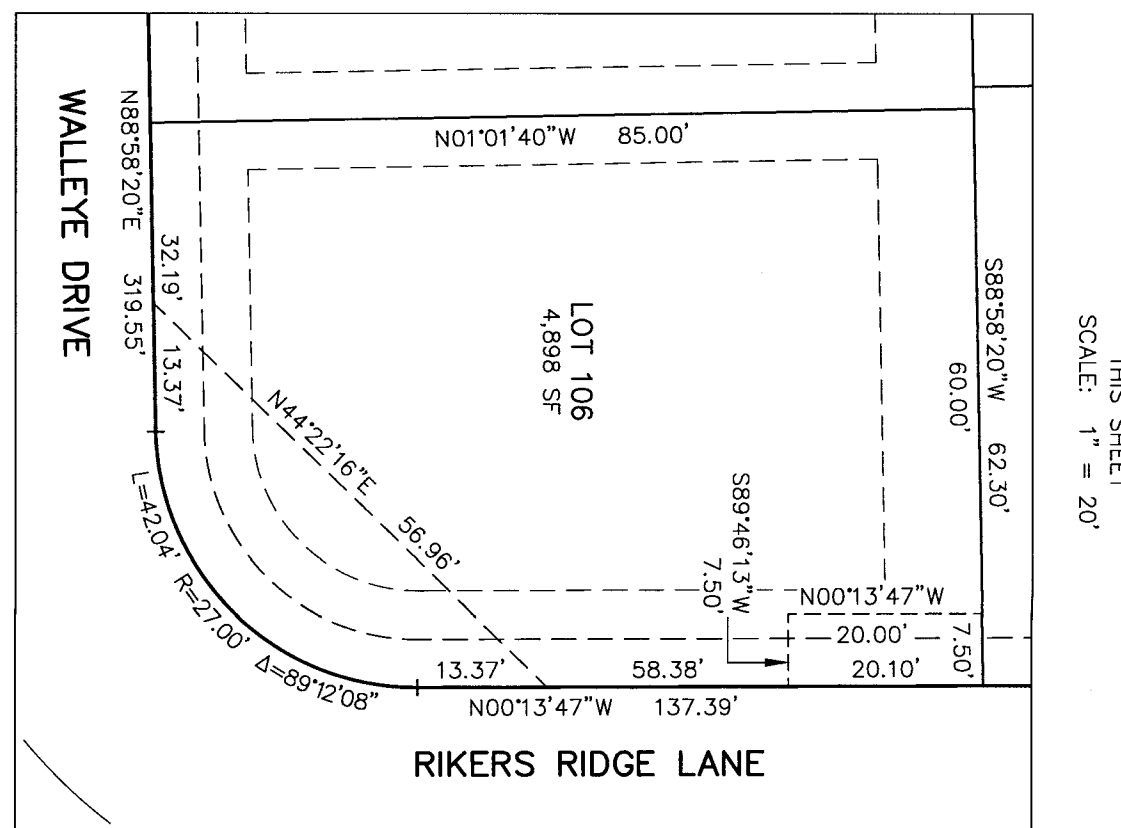 THIS SHEET
SCALE: 1" = 20'
WALLEYE DRIVE
N88°58'20"E 319.55'
32.19'
13.37'
N01°01'40"W 85.00'
LOT 106
4,898 SF
S88°58'20"W 62.30'
60.00'
N44°22'16"E 56.96'
S89°46'13"W
7.50'
N00°13'47"W
20.00'
7.50'
L=42.04' R=27.00' Δ=89°12'08"
13.37'
58.38'
20.10'
N00°13'47"W 137.39'
RIKERS RIDGE LANE